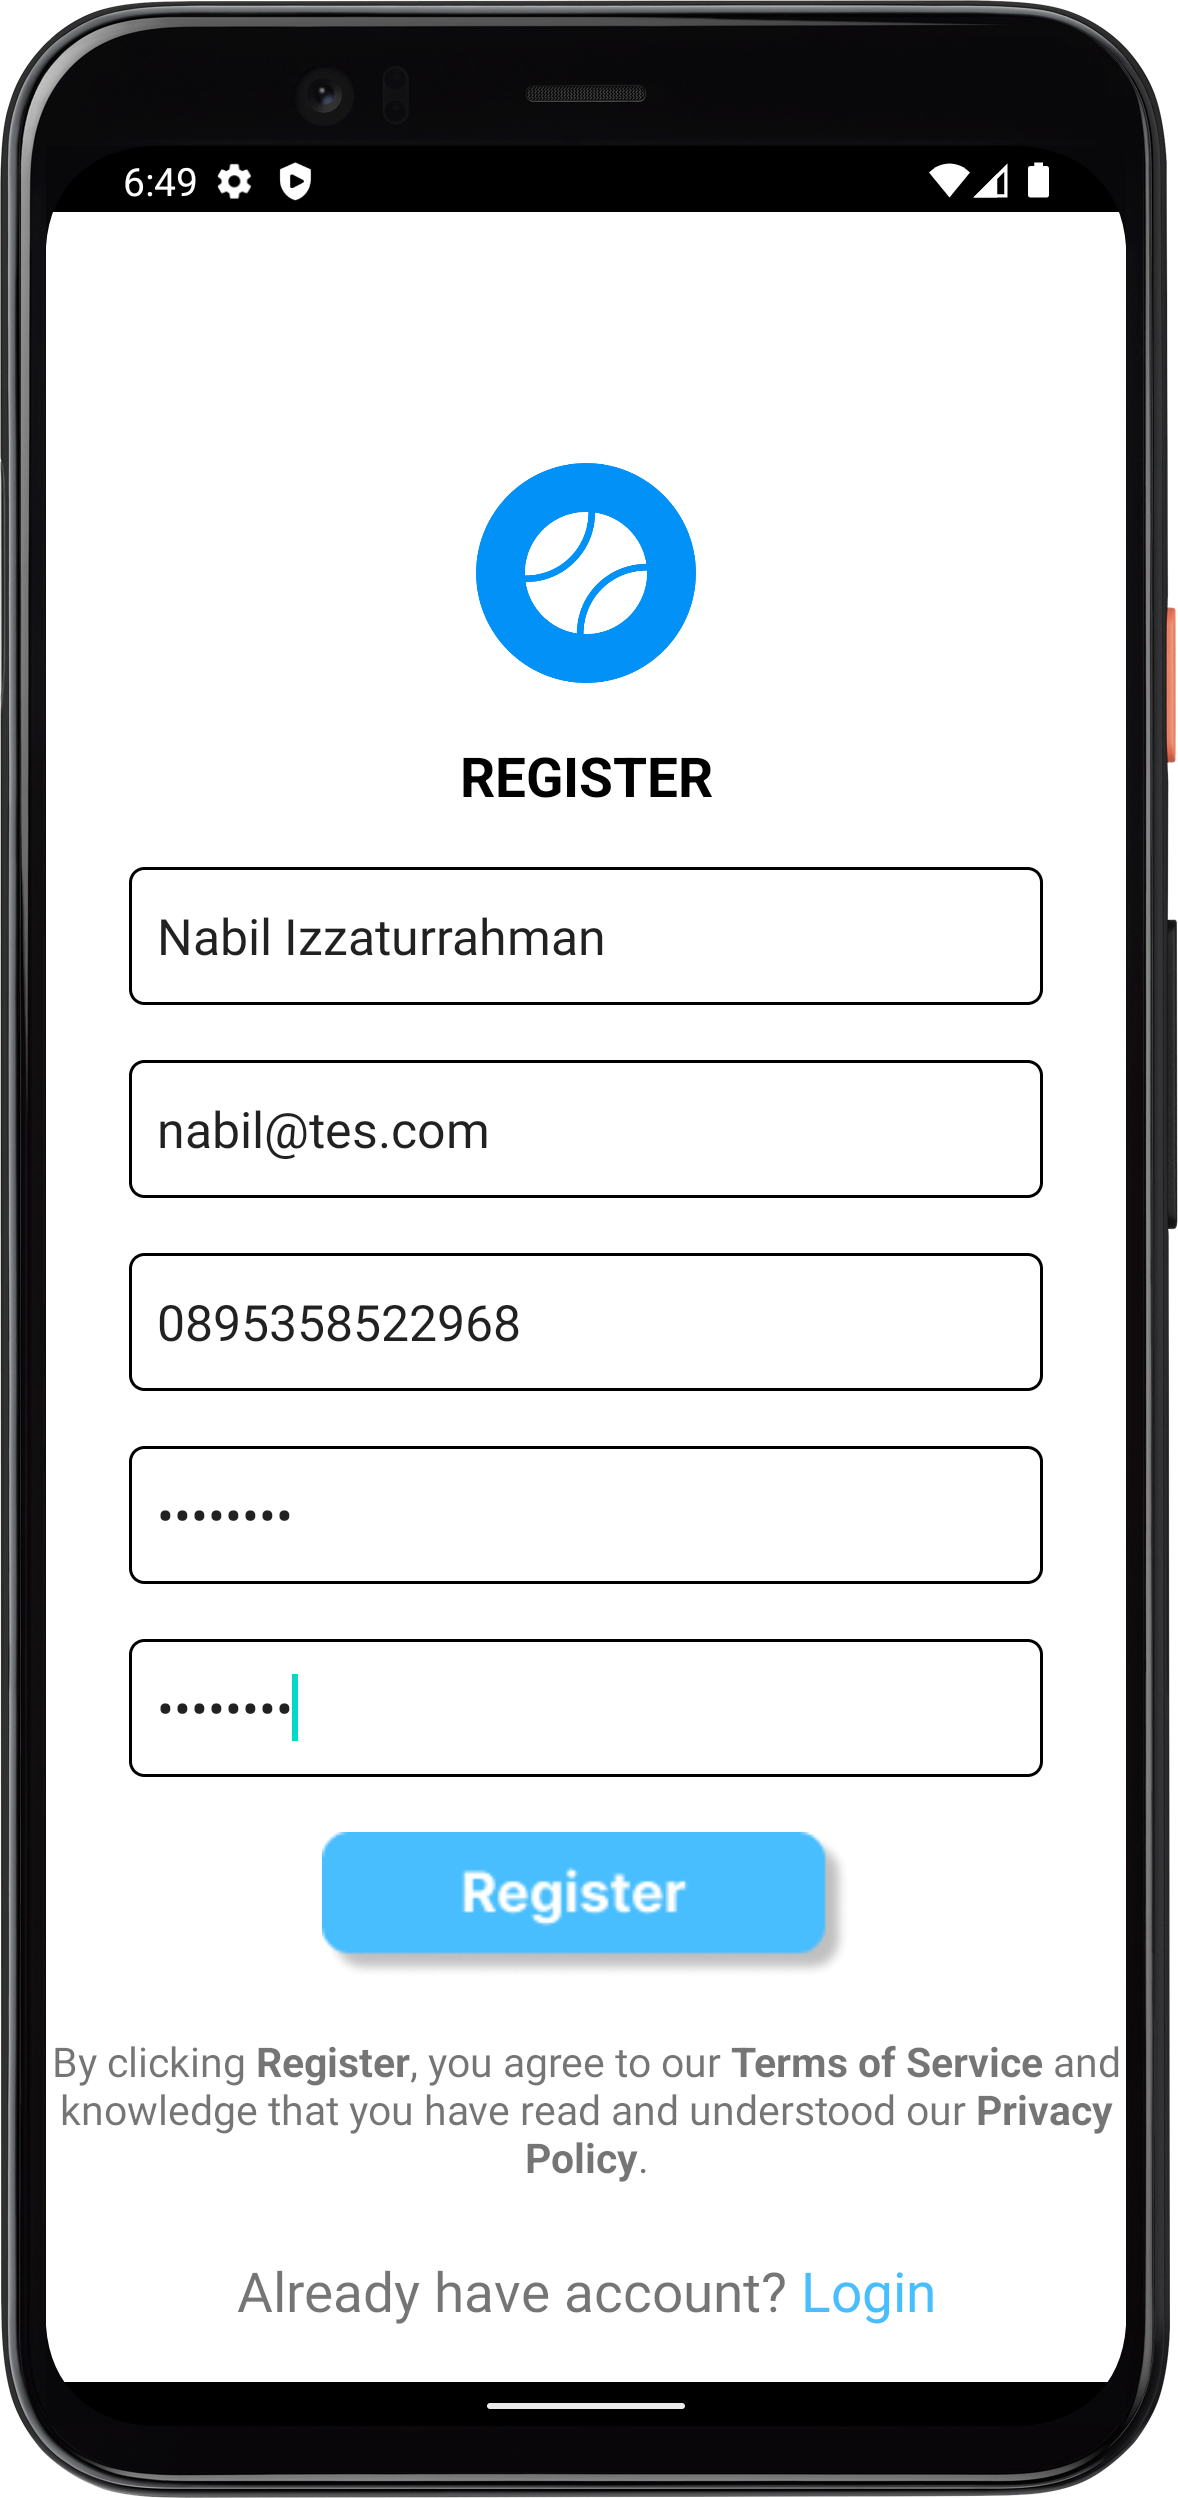 6:49
REGISTER
Nabil Izzaturrahman
nabil@tes.com
0895358522968
••••••••
••••••••
Register
By clicking Register, you agree to our Terms of Service and
knowledge that you have read and understood our Privacy
Policy.
Already have account? Login